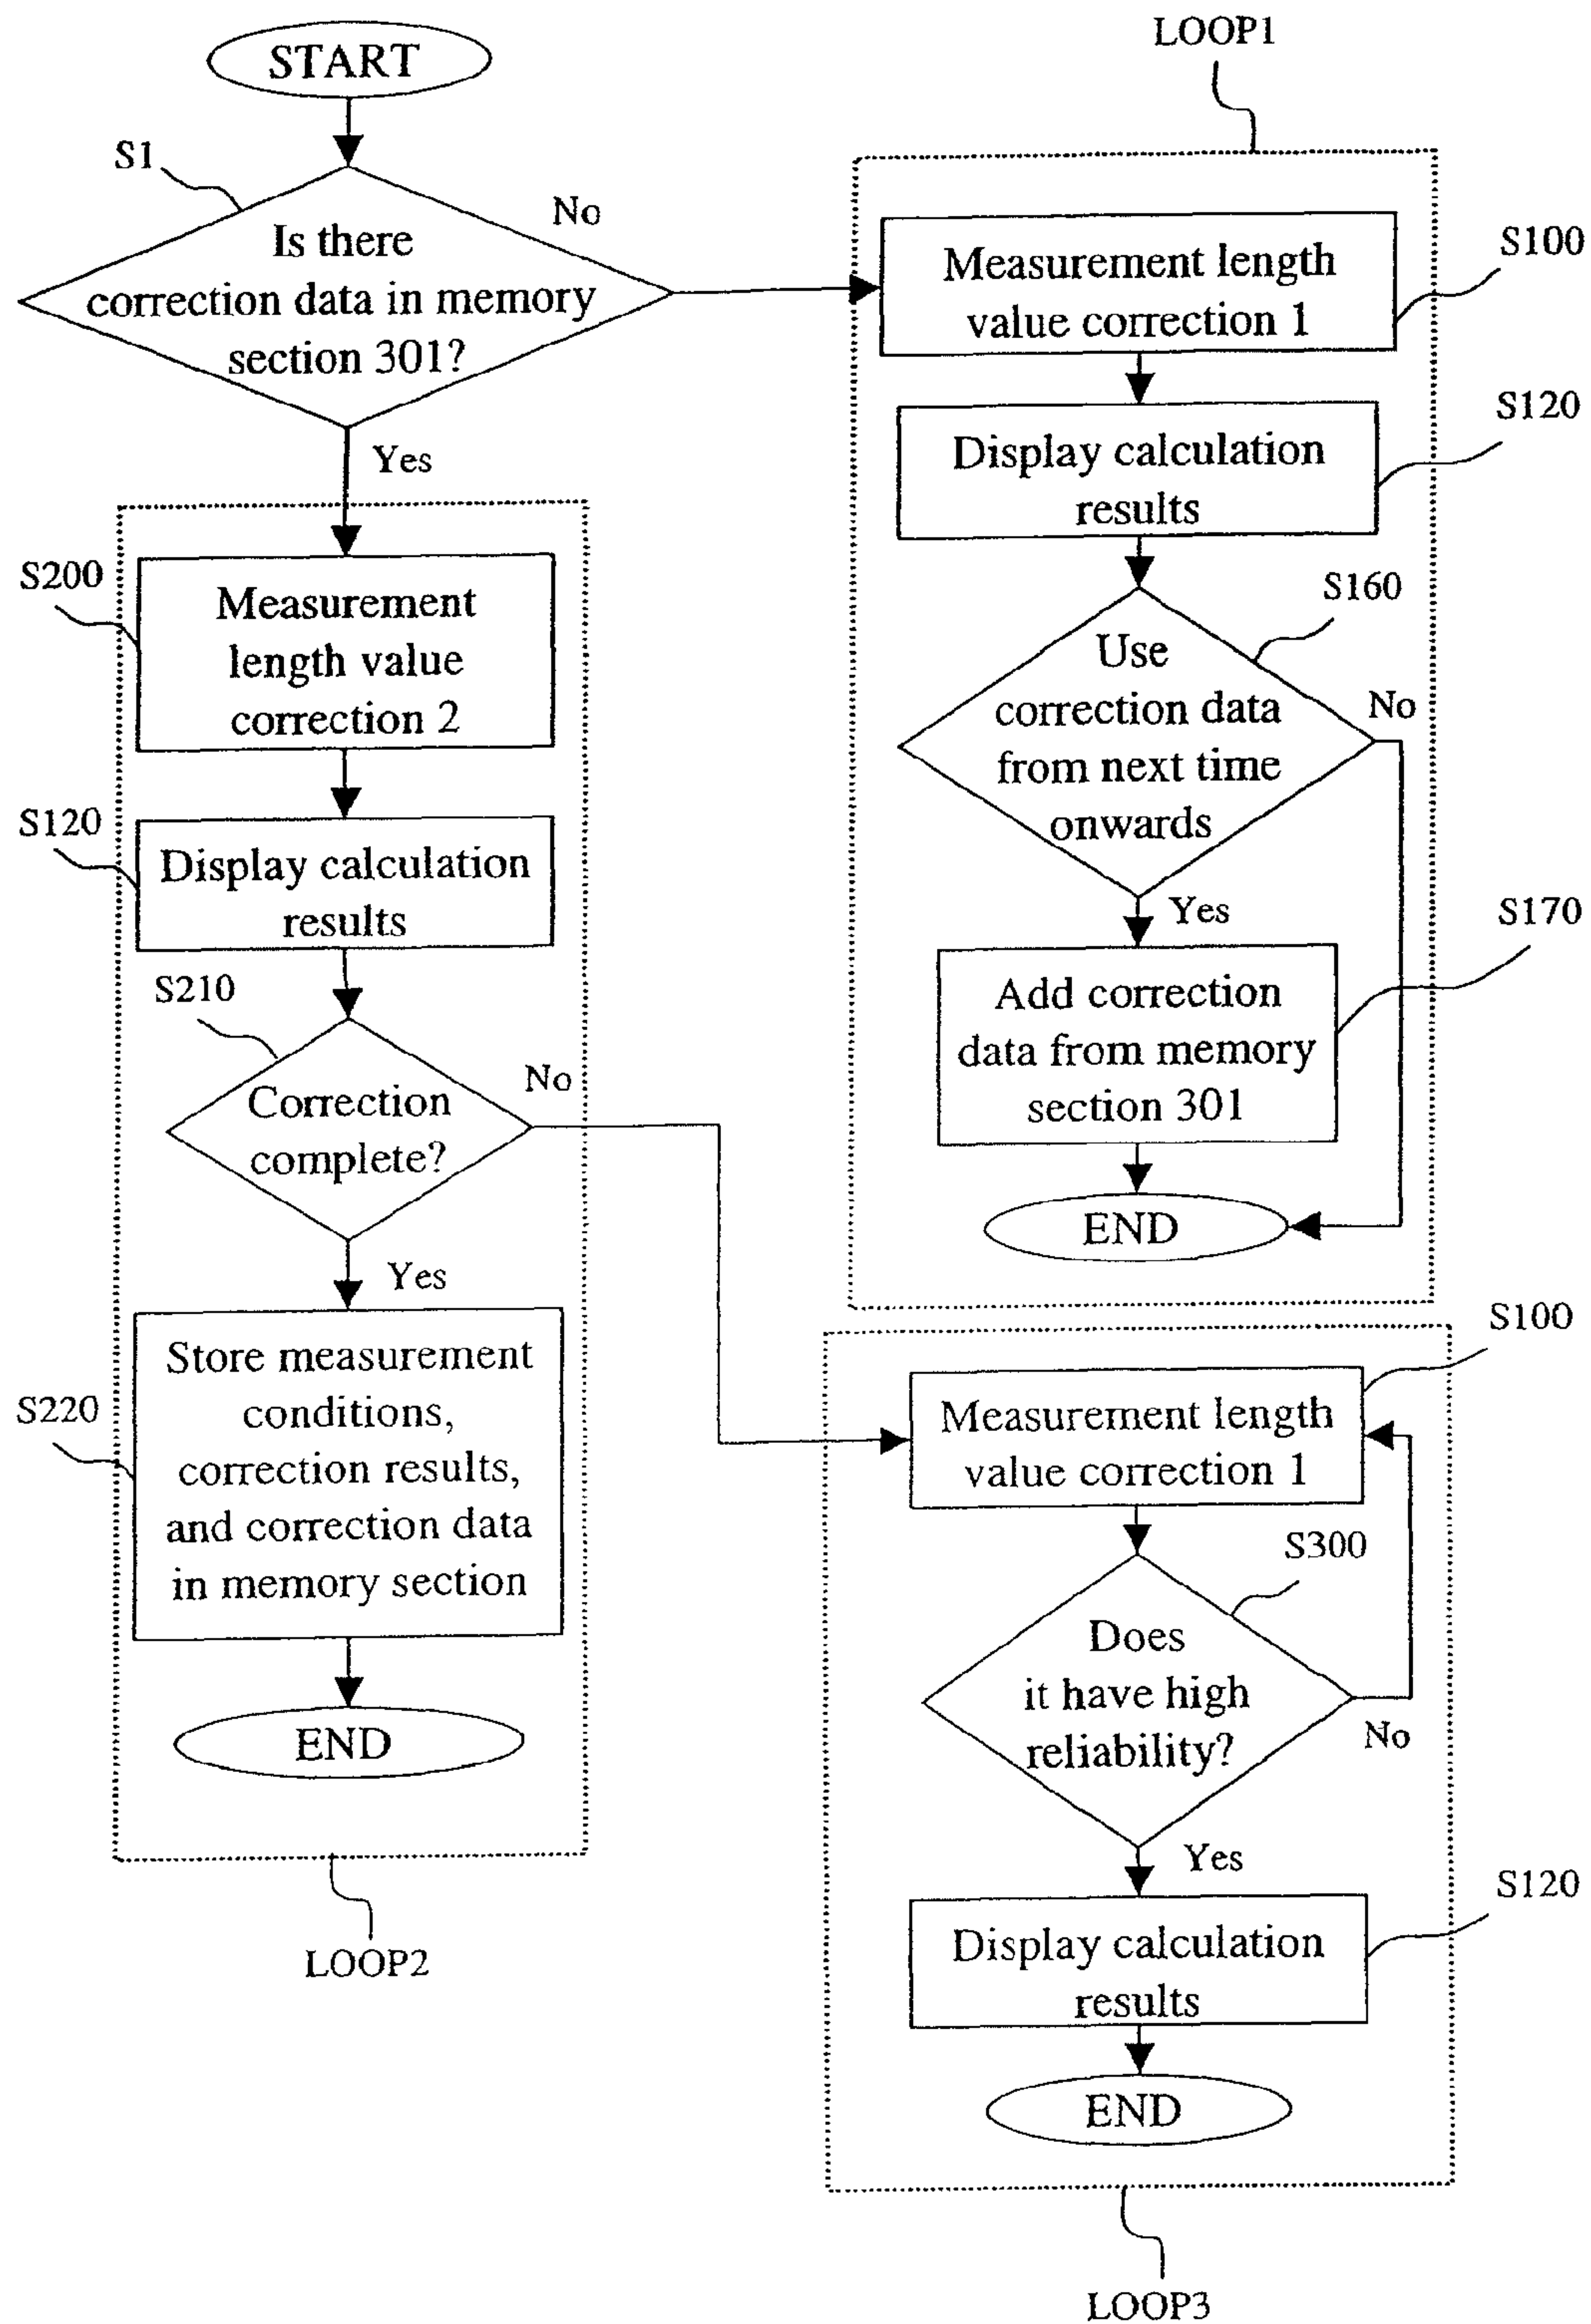 START
S1
Is there
correction data in memory
section 301?
No
Yes
S200
Measurement
length value
correction 2
S120
Display calculation
results
S210
Correction
complete?
No
Yes
S220
Store measurement
conditions,
correction results,
and correction data
in memory section
END
LOOP2
LOOP1
S100
Measurement length
value correction 1
S120
Display calculation
results
S160
Use
correction data
from next time
onwards
No
Yes
S170
Add correction
data from memory
section 301
END
S100
Measurement length
value correction 1
S300
Does
it have high
reliability?
No
Yes
S120
Display calculation
results
END
LOOP3